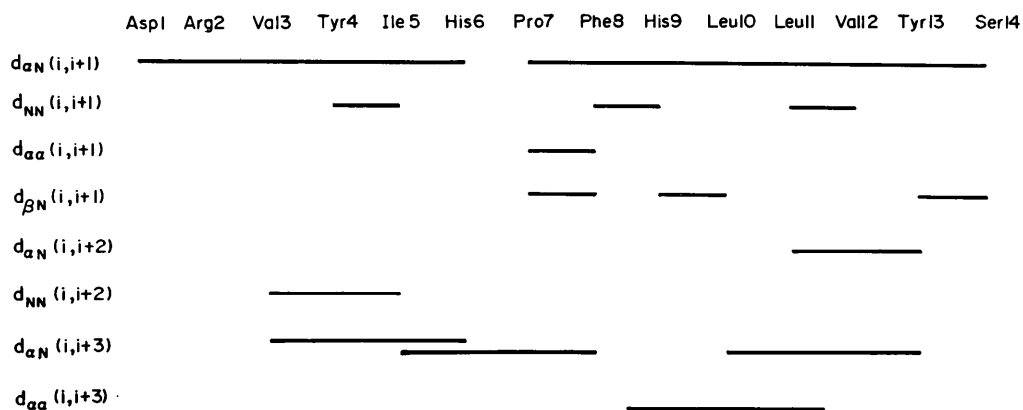 Asp1 Arg2 Val3 Tyr4 Ile5 His6 Pro7 Phe8 His9 Leu10 Leu11 Val12 Tyr13 Ser14
dαN (i,i+1)
dNN (i,i+1)
dαα (i,i+1)
dβN (i,i+1)
dαN (i,i+2)
dNN (i,i+2)
dαN (i,i+3)
dαα (i,i+3)